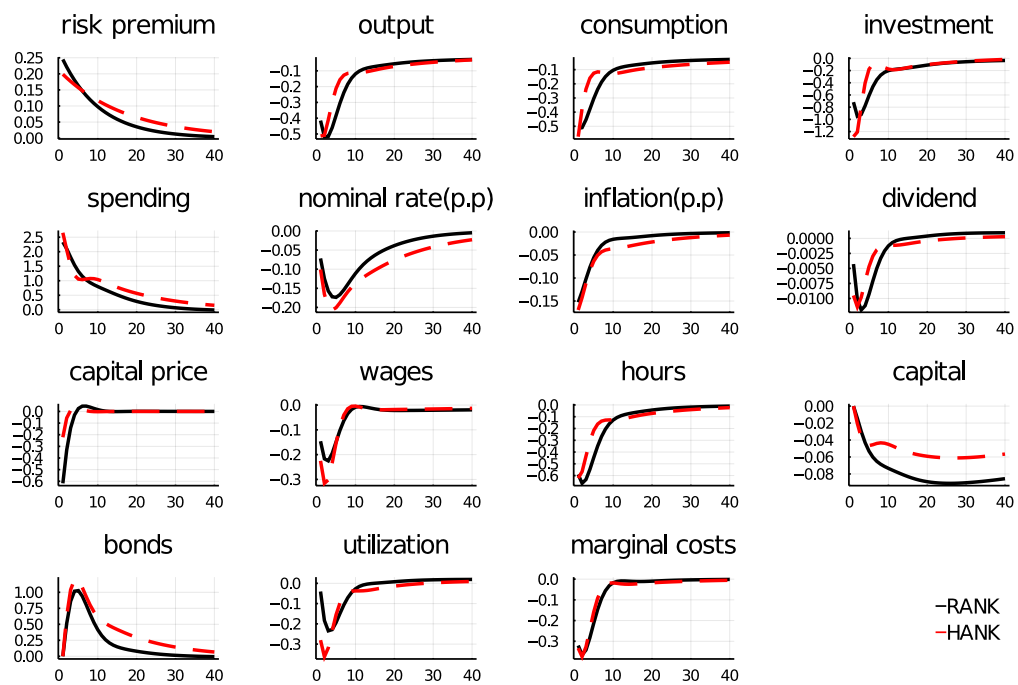 risk premium
output
consumption
investment
0.25
0.20
0.15
0.10
0.05
0.00
0 10 20 30 40
−0.1
−0.2
−0.3
−0.4
−0.5
0 10 20 30 40
−0.1
−0.2
−0.3
−0.4
−0.5
0 10 20 30 40
0.0
−0.2
−0.4
−0.6
−0.8
−1.0
−1.2
0 10 20 30 40
spending
nominal rate(p.p)
inflation(p.p)
dividend
2.5
2.0
1.5
1.0
0.5
0.0
0 10 20 30 40
0.00
−0.05
−0.10
−0.15
−0.20
0 10 20 30 40
0.00
−0.05
−0.10
−0.15
0 10 20 30 40
0.0000
−0.0025
−0.0050
−0.0075
−0.0100
0 10 20 30 40
capital price
wages
hours
capital
0.0
−0.1
−0.2
−0.3
−0.4
−0.5
−0.6
0 10 20 30 40
0.0
−0.1
−0.2
−0.3
0 10 20 30 40
0.0
−0.1
−0.2
−0.3
−0.4
−0.5
−0.6
0 10 20 30 40
0.00
−0.02
−0.04
−0.06
−0.08
0 10 20 30 40
bonds
utilization
marginal costs
1.00
0.75
0.50
0.25
0.00
0 10 20 30 40
0.0
−0.1
−0.2
−0.3
0 10 20 30 40
0.0
−0.1
−0.2
−0.3
0 10 20 30 40
RANK
HANK